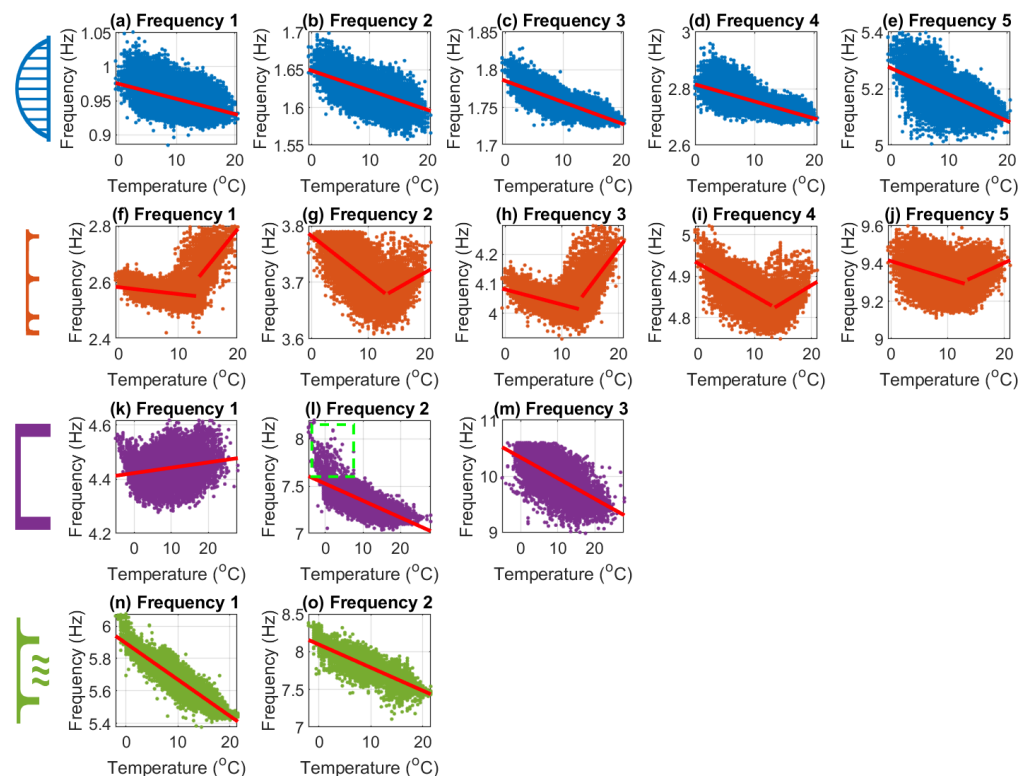 (a) Frequency 1
Frequency (Hz)
1.05
1
0.95
0.9
0 10 20
Temperature (°C)
(b) Frequency 2
Frequency (Hz)
1.7
1.65
1.6
1.55
0 10 20
Temperature (°C)
(c) Frequency 3
Frequency (Hz)
1.85
1.8
1.75
1.7
0 10 20
Temperature (°C)
(d) Frequency 4
Frequency (Hz)
3
2.8
2.6
0 10 20
Temperature (°C)
(e) Frequency 5
Frequency (Hz)
5.4
5.2
5
0 10 20
Temperature (°C)
(f) Frequency 1
Frequency (Hz)
2.8
2.6
2.4
0 10 20
Temperature (°C)
(g) Frequency 2
Frequency (Hz)
3.8
3.7
3.6
0 10 20
Temperature (°C)
(h) Frequency 3
Frequency (Hz)
4.2
4.1
4
0 10 20
Temperature (°C)
(i) Frequency 4
Frequency (Hz)
5
4.9
4.8
0 10 20
Temperature (°C)
(j) Frequency 5
Frequency (Hz)
9.6
9.4
9.2
9
0 10 20
Temperature (°C)
(k) Frequency 1
Frequency (Hz)
4.6
4.4
4.2
0 10 20
Temperature (°C)
(l) Frequency 2
Frequency (Hz)
8
7.5
7
0 10 20
Temperature (°C)
(m) Frequency 3
Frequency (Hz)
11
10
9
0 10 20
Temperature (°C)
(n) Frequency 1
Frequency (Hz)
6
5.8
5.6
5.4
0 10 20
Temperature (°C)
(o) Frequency 2
Frequency (Hz)
8.5
8
7.5
7
0 10 20
Temperature (°C)